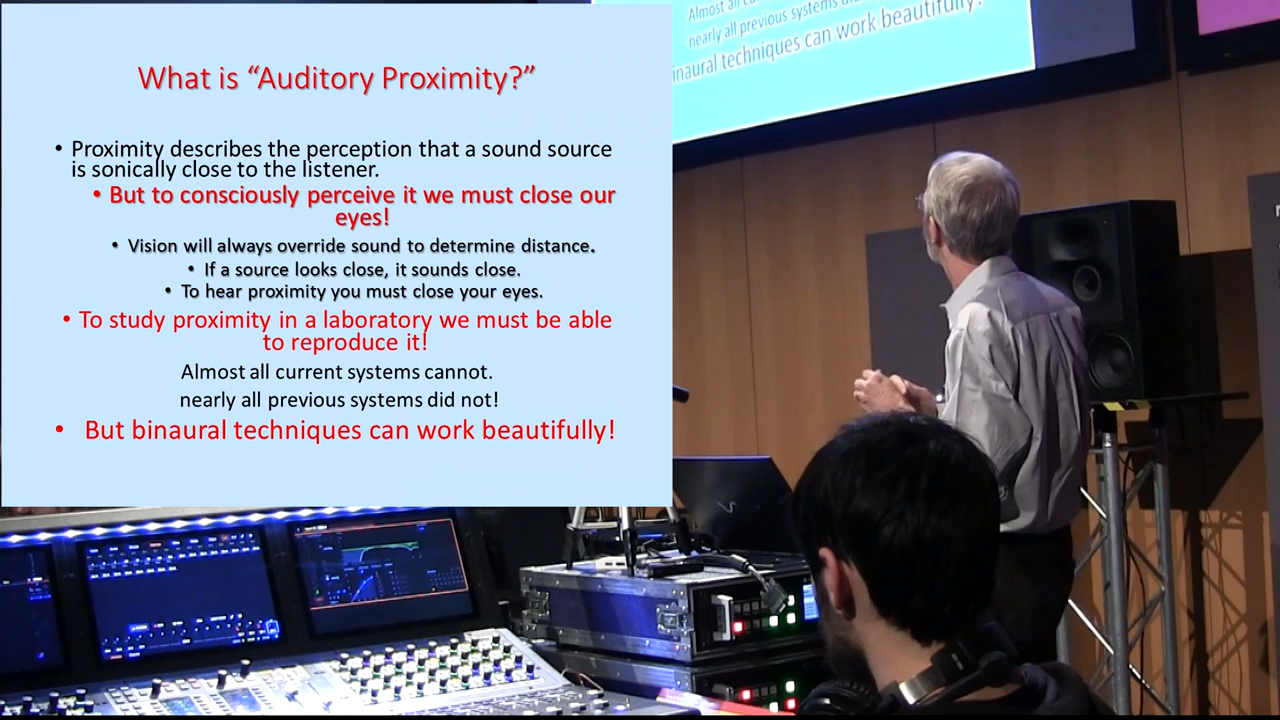 What is “Auditory Proximity?”
• Proximity describes the perception that a sound source
is sonically close to the listener.
• But to consciously perceive it we must close our
eyes!
• Vision will always override sound to determine distance.
• If a source looks close, it sounds close.
• To hear proximity you must close your eyes.
• To study proximity in a laboratory we must be able
to reproduce it!
Almost all current systems cannot.
nearly all previous systems did not!
• But binaural techniques can work beautifully!
Almost all
nearly all previous systems
inaural techniques can work beautifully!